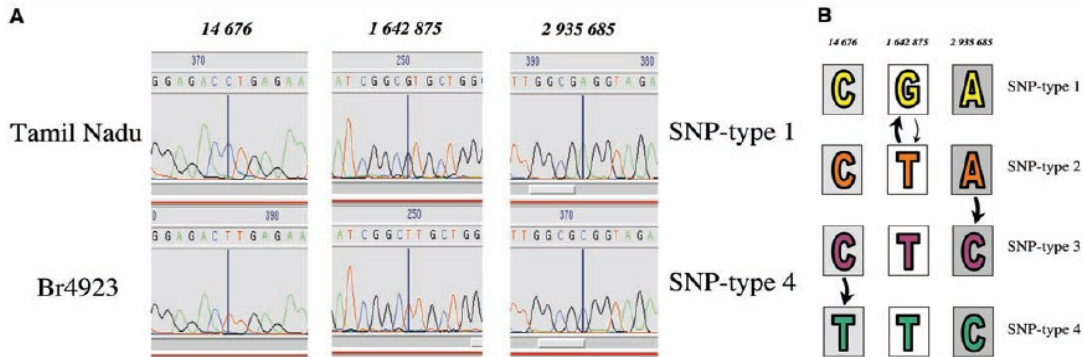 A
14 676
1 642 875
2 935 685
Tamil Nadu
370
G G A G A C C T G A G A A
250
A T C G G C G T G C T G G
390 380
T T G G C G A G G T A G A
SNP-type 1
Br4923
0 390
G G A G A C T T G A G A A
250
A T C G G C T T G C T G G
370
T T G G C G C G G T A G A
SNP-type 4
B
14 676 1 642 875 2 935 685
C G A SNP-type 1
C T A SNP-type 2
C T C SNP-type 3
T T C SNP-type 4